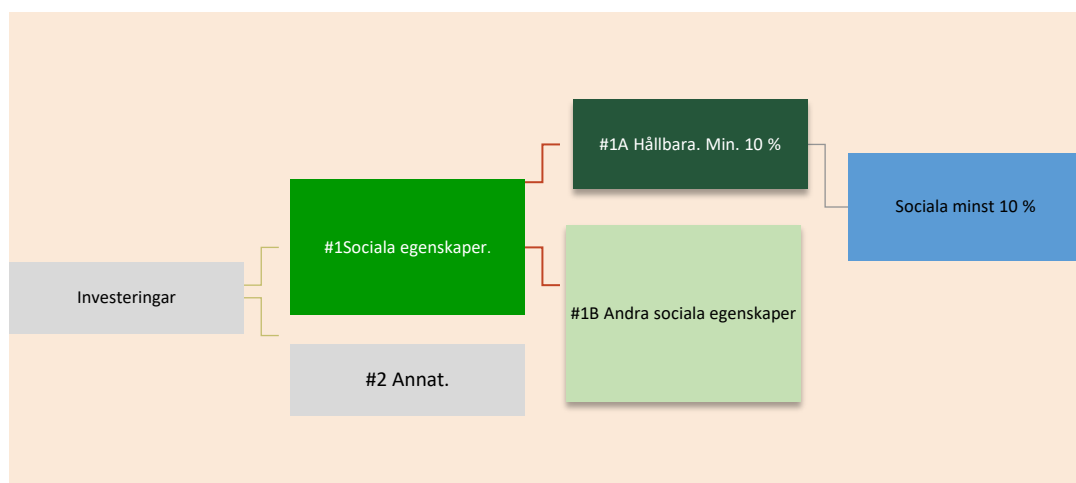 Investeringar
#1Sociala egenskaper.
#2 Annat.
#1A Hållbara. Min. 10 %
#1B Andra sociala egenskaper
Sociala minst 10 %